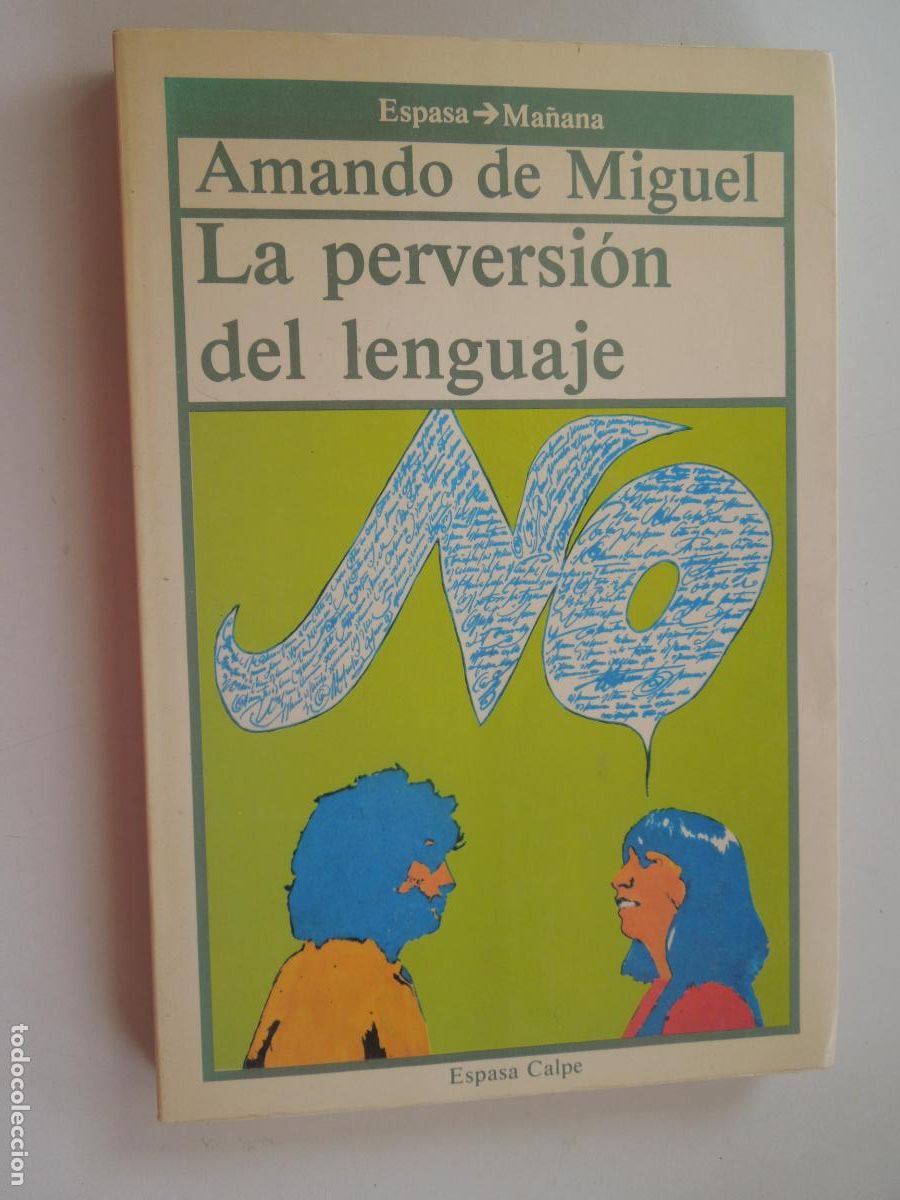 Espasa➔Mañana
Amando de Miguel
La perversión
del lenguaje
NO
Espasa Calpe
todocoleccion